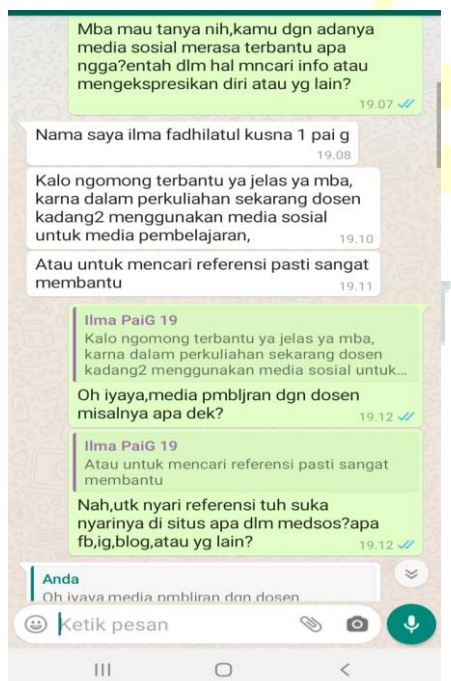 Mba mau tanya nih,kamu dgn adanya
media sosial merasa terbantu apa
ngga?entah dlm hal mncari info atau
mengekspresikan diri atau yg lain?
19.07
Nama saya ilma fadhilatul kusna 1 pai g
19.08
Kalo ngomong terbantu ya jelas ya mba,
karna dalam perkuliahan sekarang dosen
kadang2 menggunakan media sosial
untuk media pembelajaran,
19.10
Atau untuk mencari referensi pasti sangat
membantu
19.11
Ilma PaiG 19
Kalo ngomong terbantu ya jelas ya mba,
karna dalam perkuliahan sekarang dosen
kadang2 menggunakan media sosial untuk...
Oh iyaya,media pmbljran dgn dosen
misalnya apa dek?
19.12
Ilma PaiG 19
Atau untuk mencari referensi pasti sangat
membantu
Nah,utk nyari referensi tuh suka
nyarinya di situs apa dlm medsos?apa
fb,ig,blog,atau yg lain?
19.12
Anda
Oh iyaya,media pmbljran dgn dosen
Ketik pesan